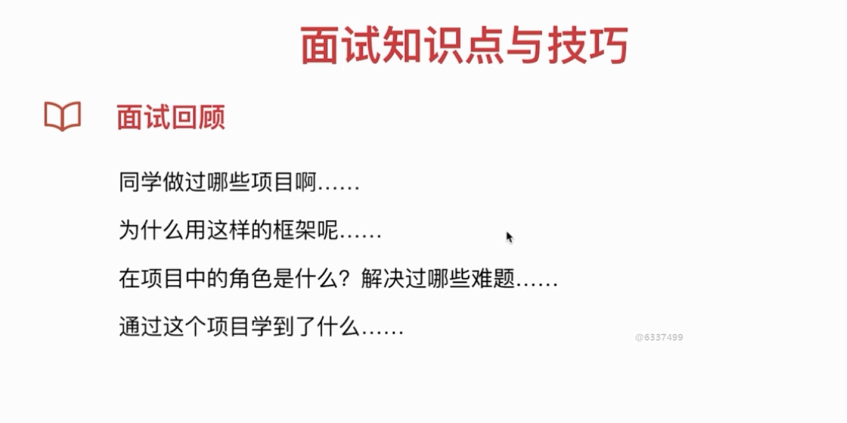 面试知识点与技巧
面试回顾
同学做过哪些项目啊……
为什么用这样的框架呢……
在项目中的角色是什么？解决过哪些难题……
通过这个项目学到了什么……
@6337499